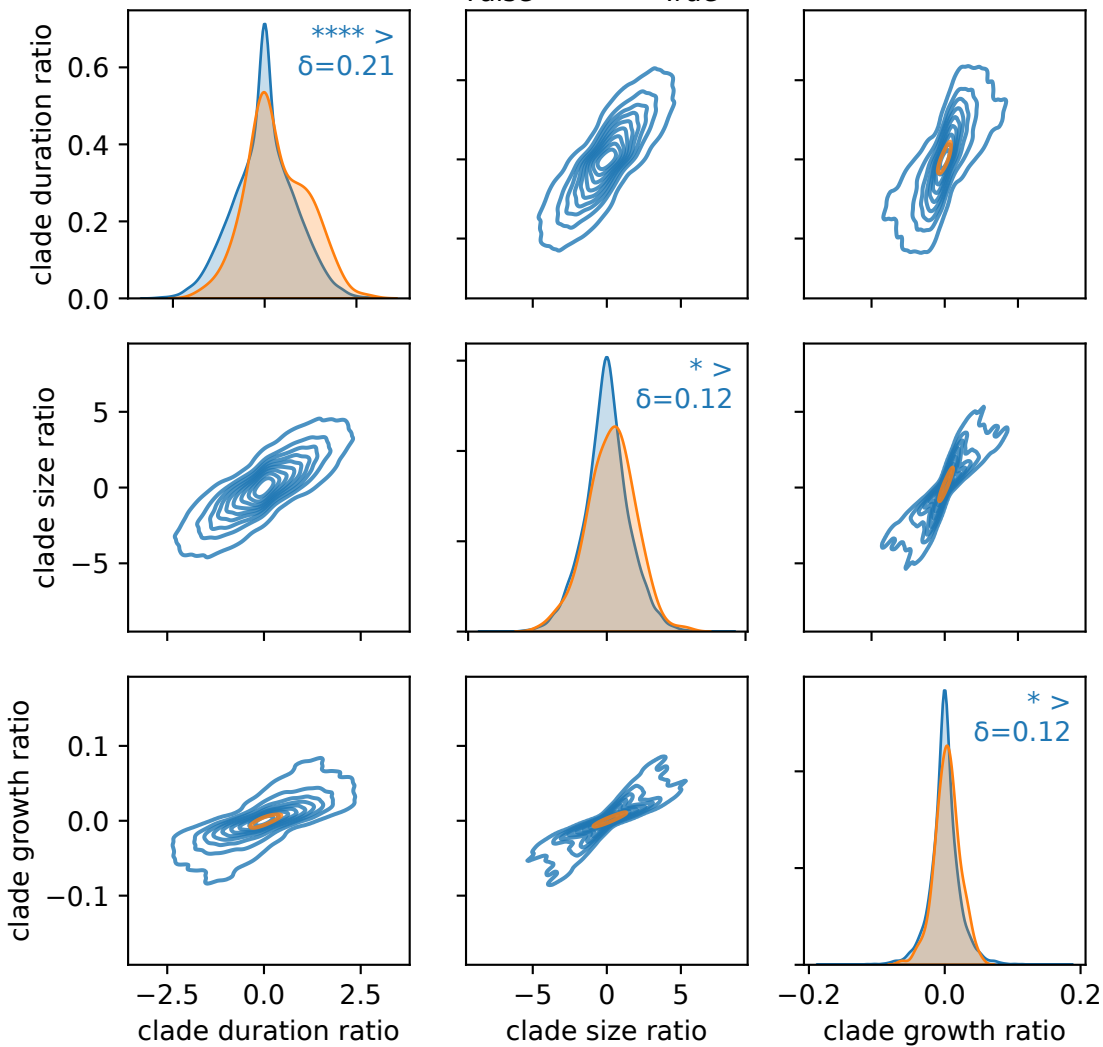 clade duration ratio
0.6
0.4
0.2
0.0
**** >
δ=0.21
clade size ratio
5
0
−5
* >
δ=0.12
clade growth ratio
0.1
0.0
−0.1
* >
δ=0.12
−2.5 0.0 2.5
clade duration ratio
−5 0 5
clade size ratio
−0.2 0.0 0.2
clade growth ratio